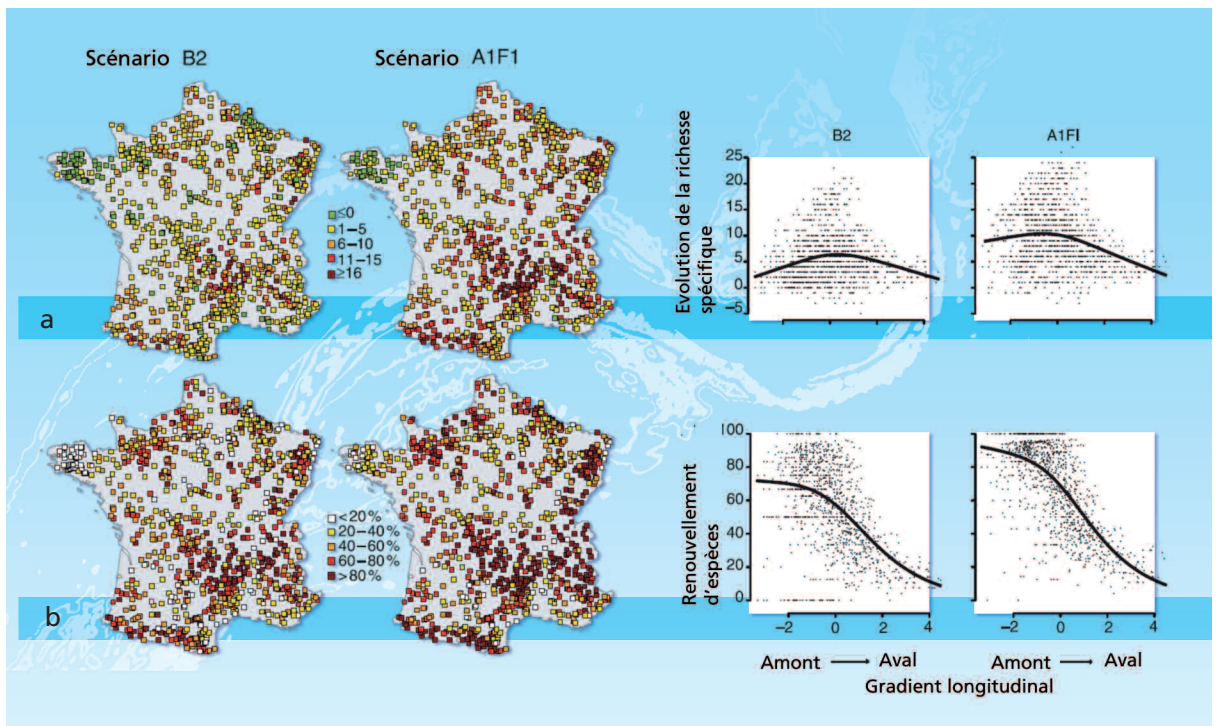 Scénario B2
Scénario A1F1
≤0
1–5
6–10
11–15
≥16
a
Evolution de la richesse
spécifique
B2
A1FI
25
20
15
10
5
0
−5
b
<20%
20–40%
40–60%
60–80%
>80%
Renouvellement
d'espèces
100
80
60
40
20
0
−2 0 2 4
−2 0 2 4
Amont Aval
Amont Aval
Gradient longitudinal